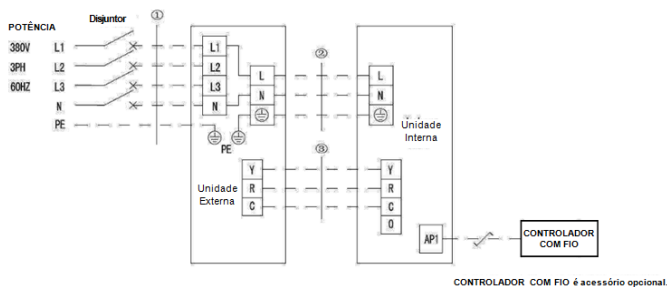 POTÊNCIA
Disjuntor
①
②
③
380V L1
3PH L2
60HZ L3
N
PE
L1
L2
L3
N
L
N
PE
L
N
Unidade
Interna
Unidade
Externa
Y
R
C
Y
R
C
O
AP1
CONTROLADOR
COM FIO
CONTROLADOR COM FIO é acessório opcional.